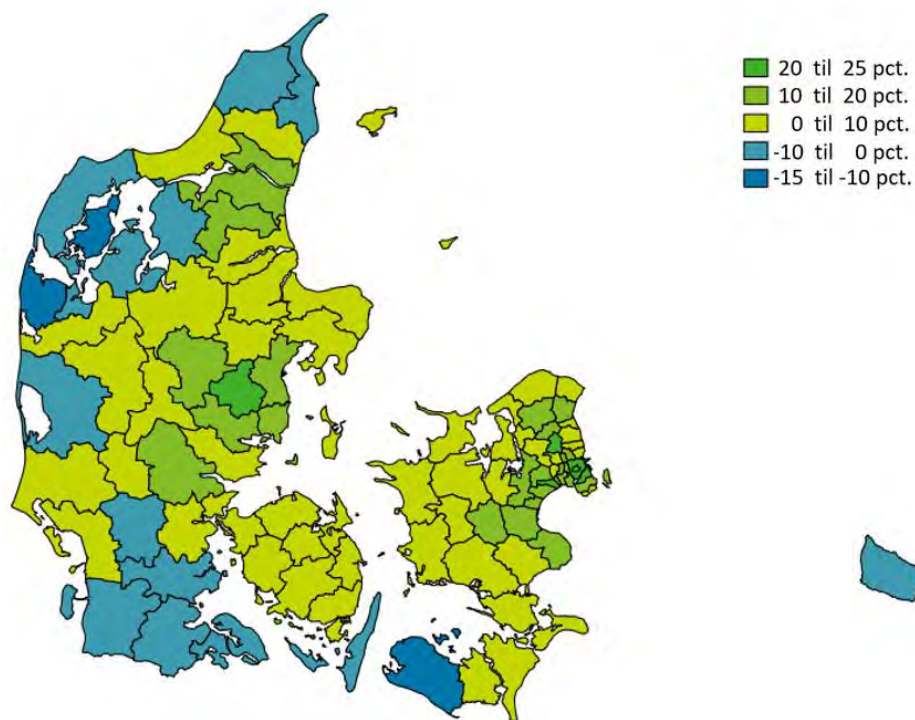 20 til 25 pct.
10 til 20 pct.
0 til 10 pct.
-10 til 0 pct.
-15 til -10 pct.